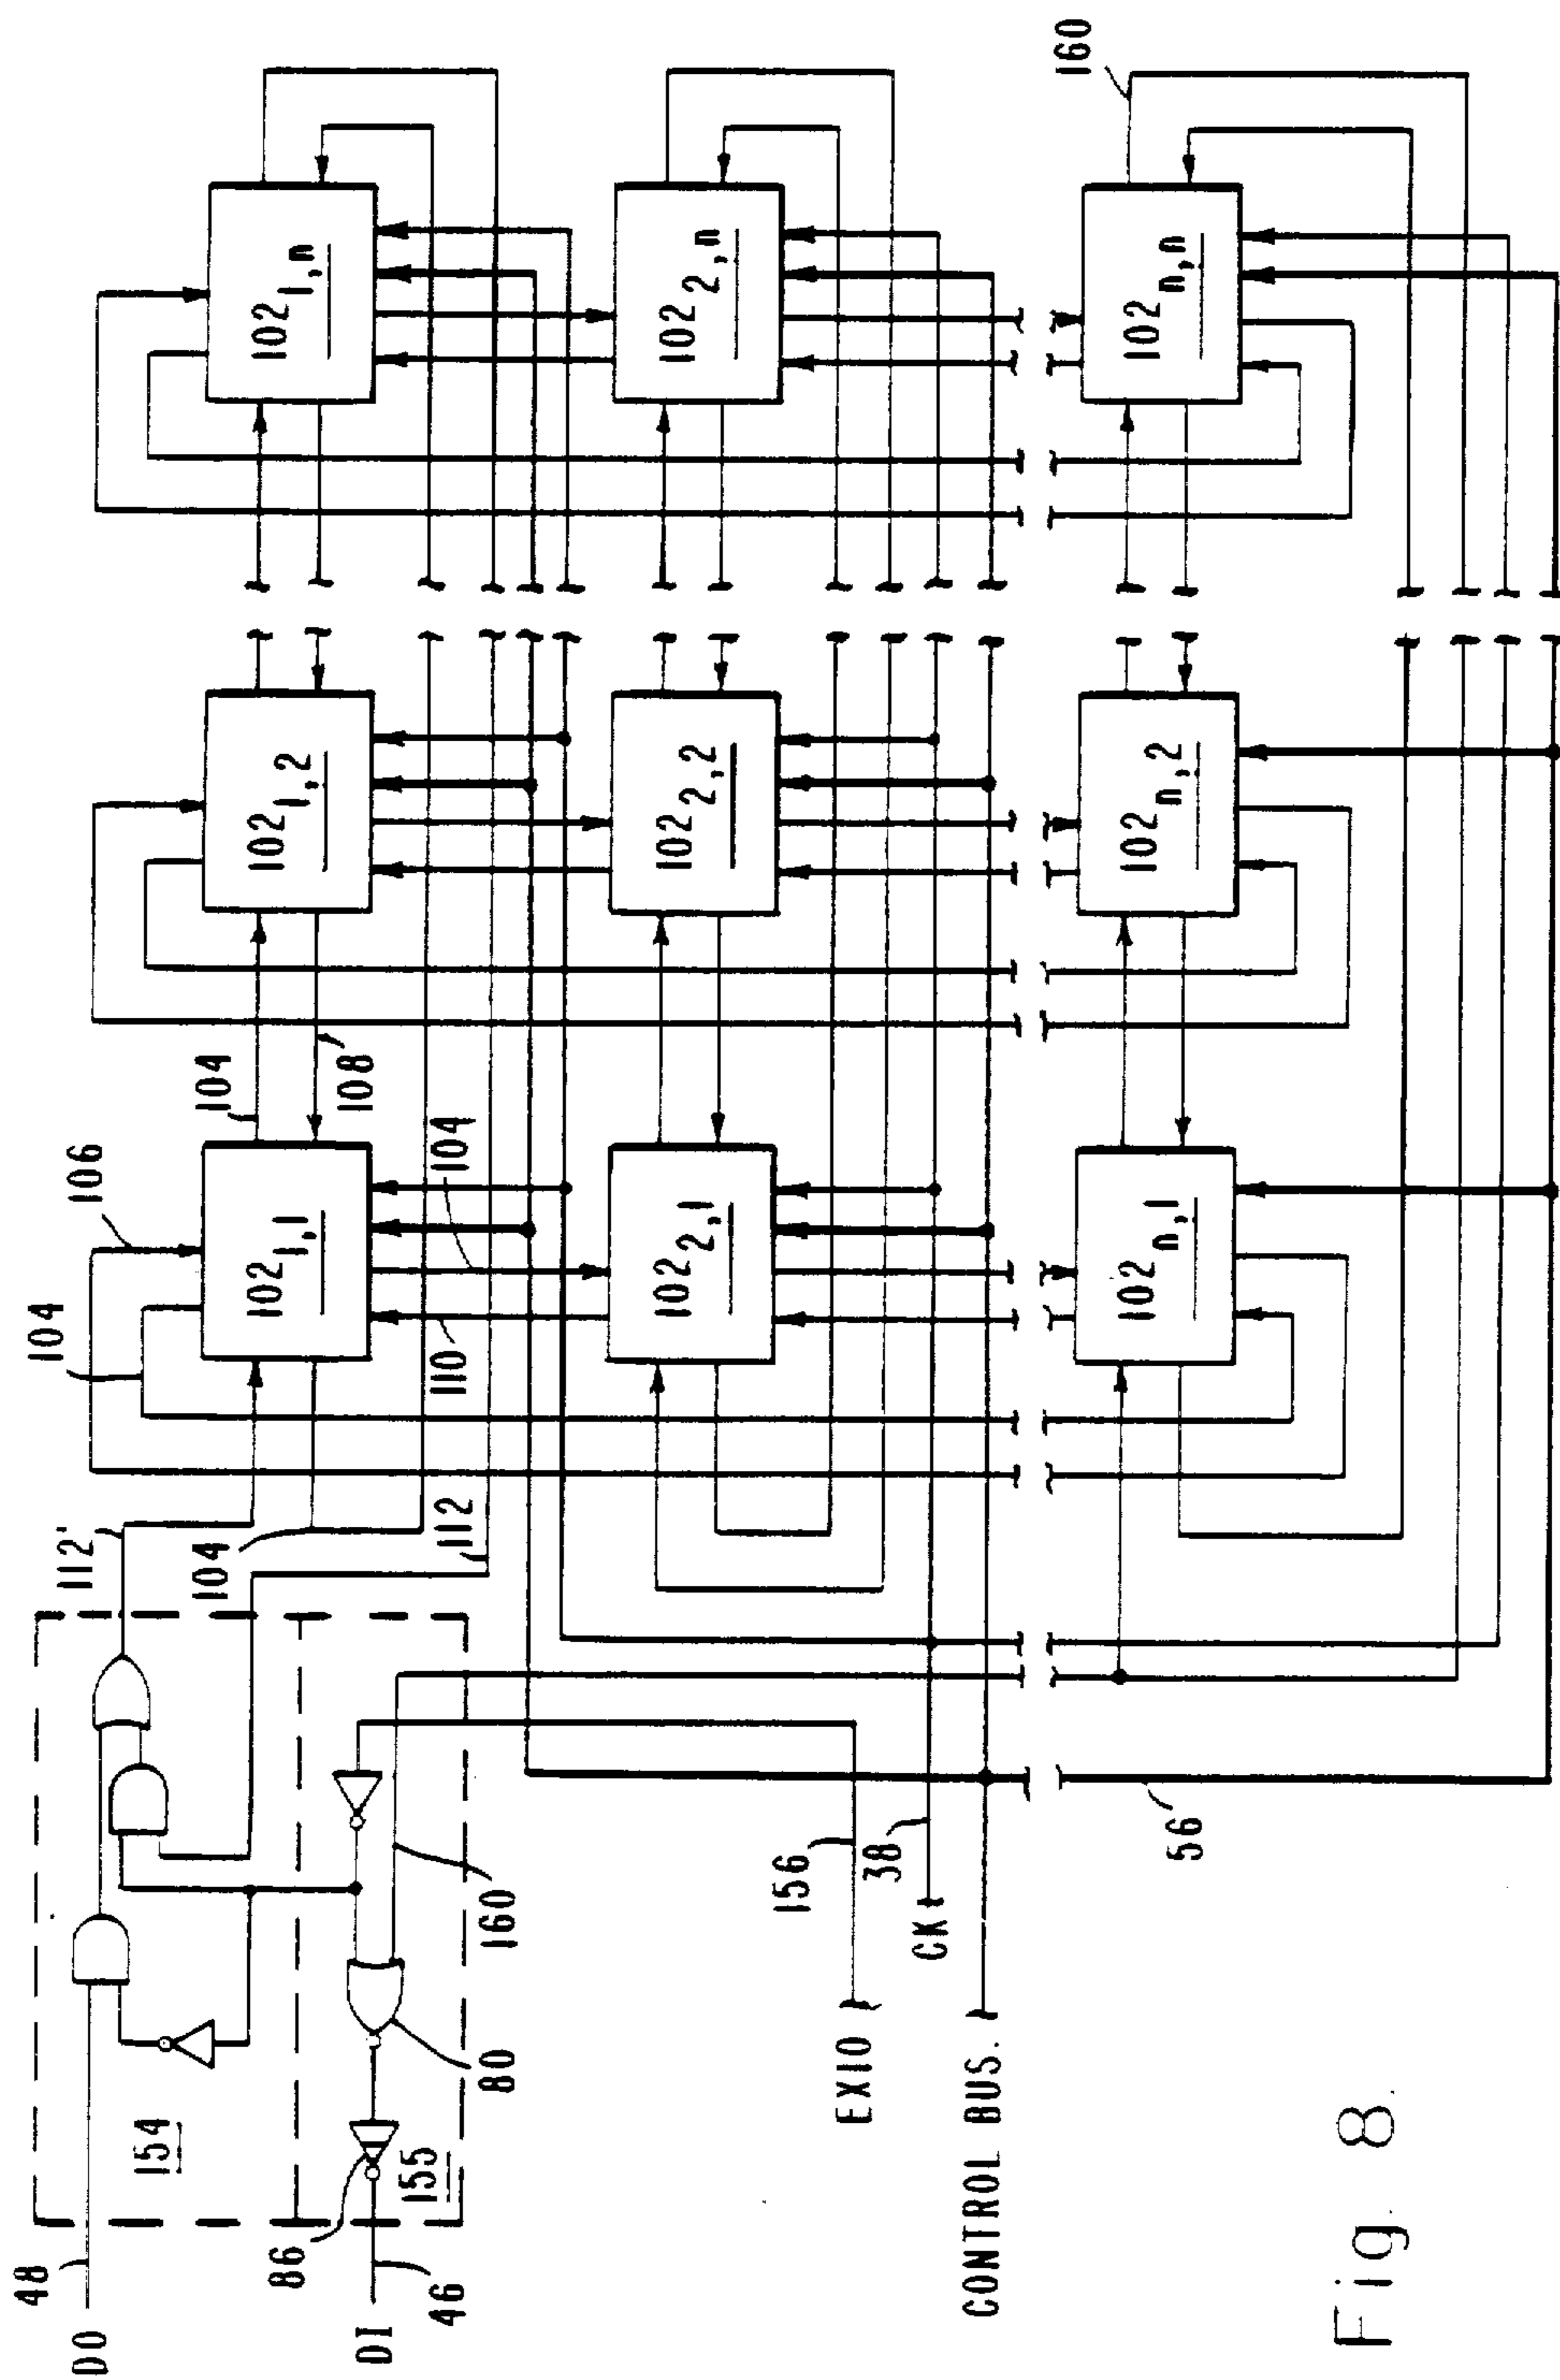 48
DO
154
112'
104
106
104
102 1,1
102 1,2
102 1,n
104
108
112
110
104
86
155
80
160
46
DI
102 2,1
102 2,2
102 2,n
EXIO
156
CK
38
CONTROL BUS.
56
102 n,1
102 n,2
102 n,n
160
Fig. 8.